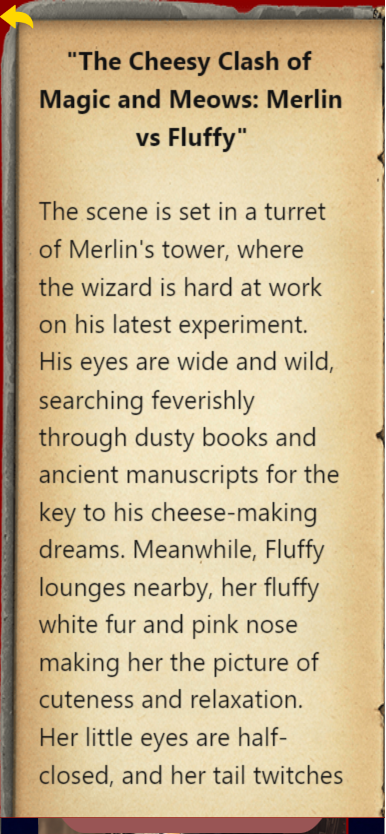 "The Cheesy Clash of
Magic and Meows: Merlin
vs Fluffy"
The scene is set in a turret
of Merlin's tower, where
the wizard is hard at work
on his latest experiment.
His eyes are wide and wild,
searching feverishly
through dusty books and
ancient manuscripts for the
key to his cheese-making
dreams. Meanwhile, Fluffy
lounges nearby, her fluffy
white fur and pink nose
making her the picture of
cuteness and relaxation.
Her little eyes are half-
closed, and her tail twitches